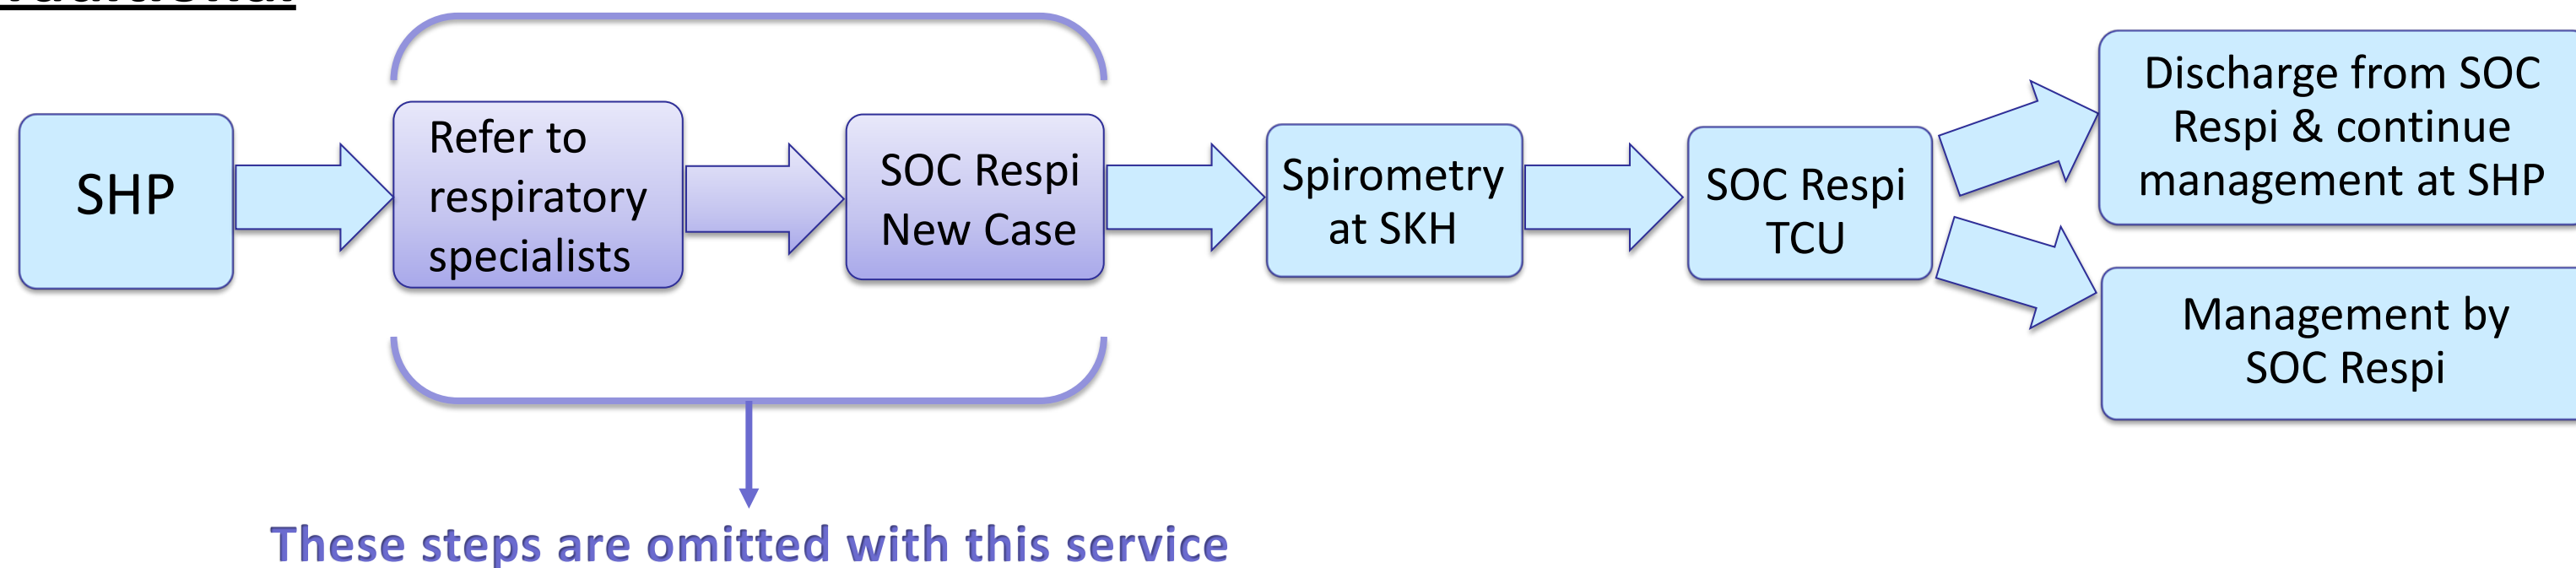 SHP
Refer to
respiratory
specialists
SOC Respi
New Case
Spirometry
at SKH
SOC Respi
TCU
Discharge from SOC
Respi & continue
management at SHP
Management by
SOC Respi
These steps are omitted with this service